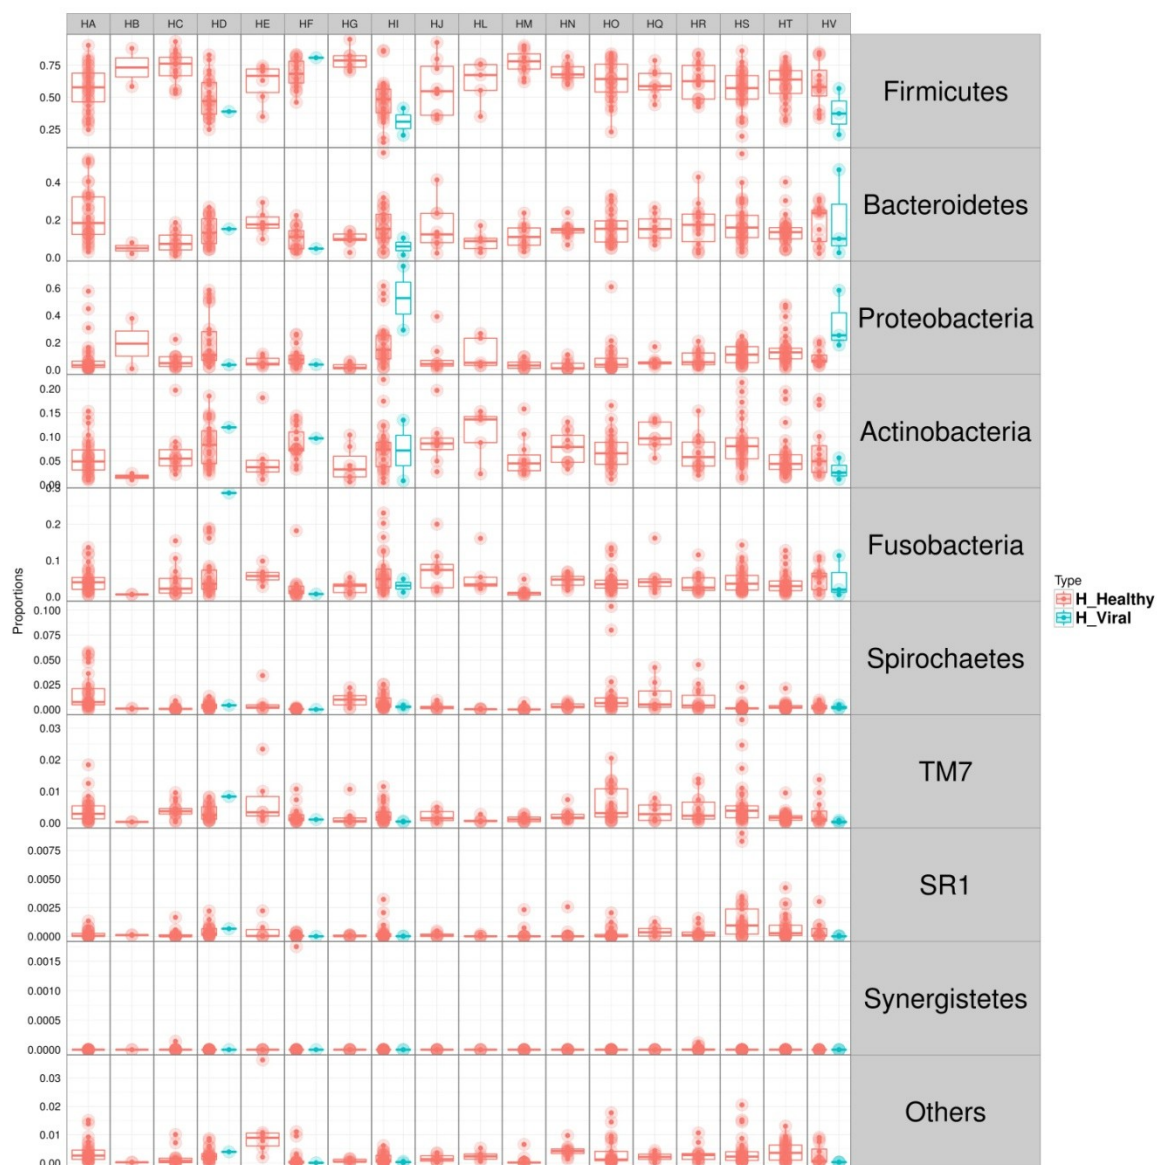 HA HB HC HD HE HF HG HI HJ HL HM HN HO HQ HR HS HT HV
0.75
0.50
0.25
Firmicutes
0.4
0.2
0.0
Bacteroidetes
0.6
0.4
0.2
0.0
Proteobacteria
0.20
0.15
0.10
0.05
0.00
Actinobacteria
0.3
0.2
0.1
0.0
Fusobacteria
Proportions
0.100
0.075
0.050
0.025
0.000
Spirochaetes
0.03
0.02
0.01
0.00
TM7
0.0075
0.0050
0.0025
0.0000
SR1
0.0015
0.0010
0.0005
0.0000
Synergistetes
0.03
0.02
0.01
0.00
Others
Type
H_Healthy
H_Viral